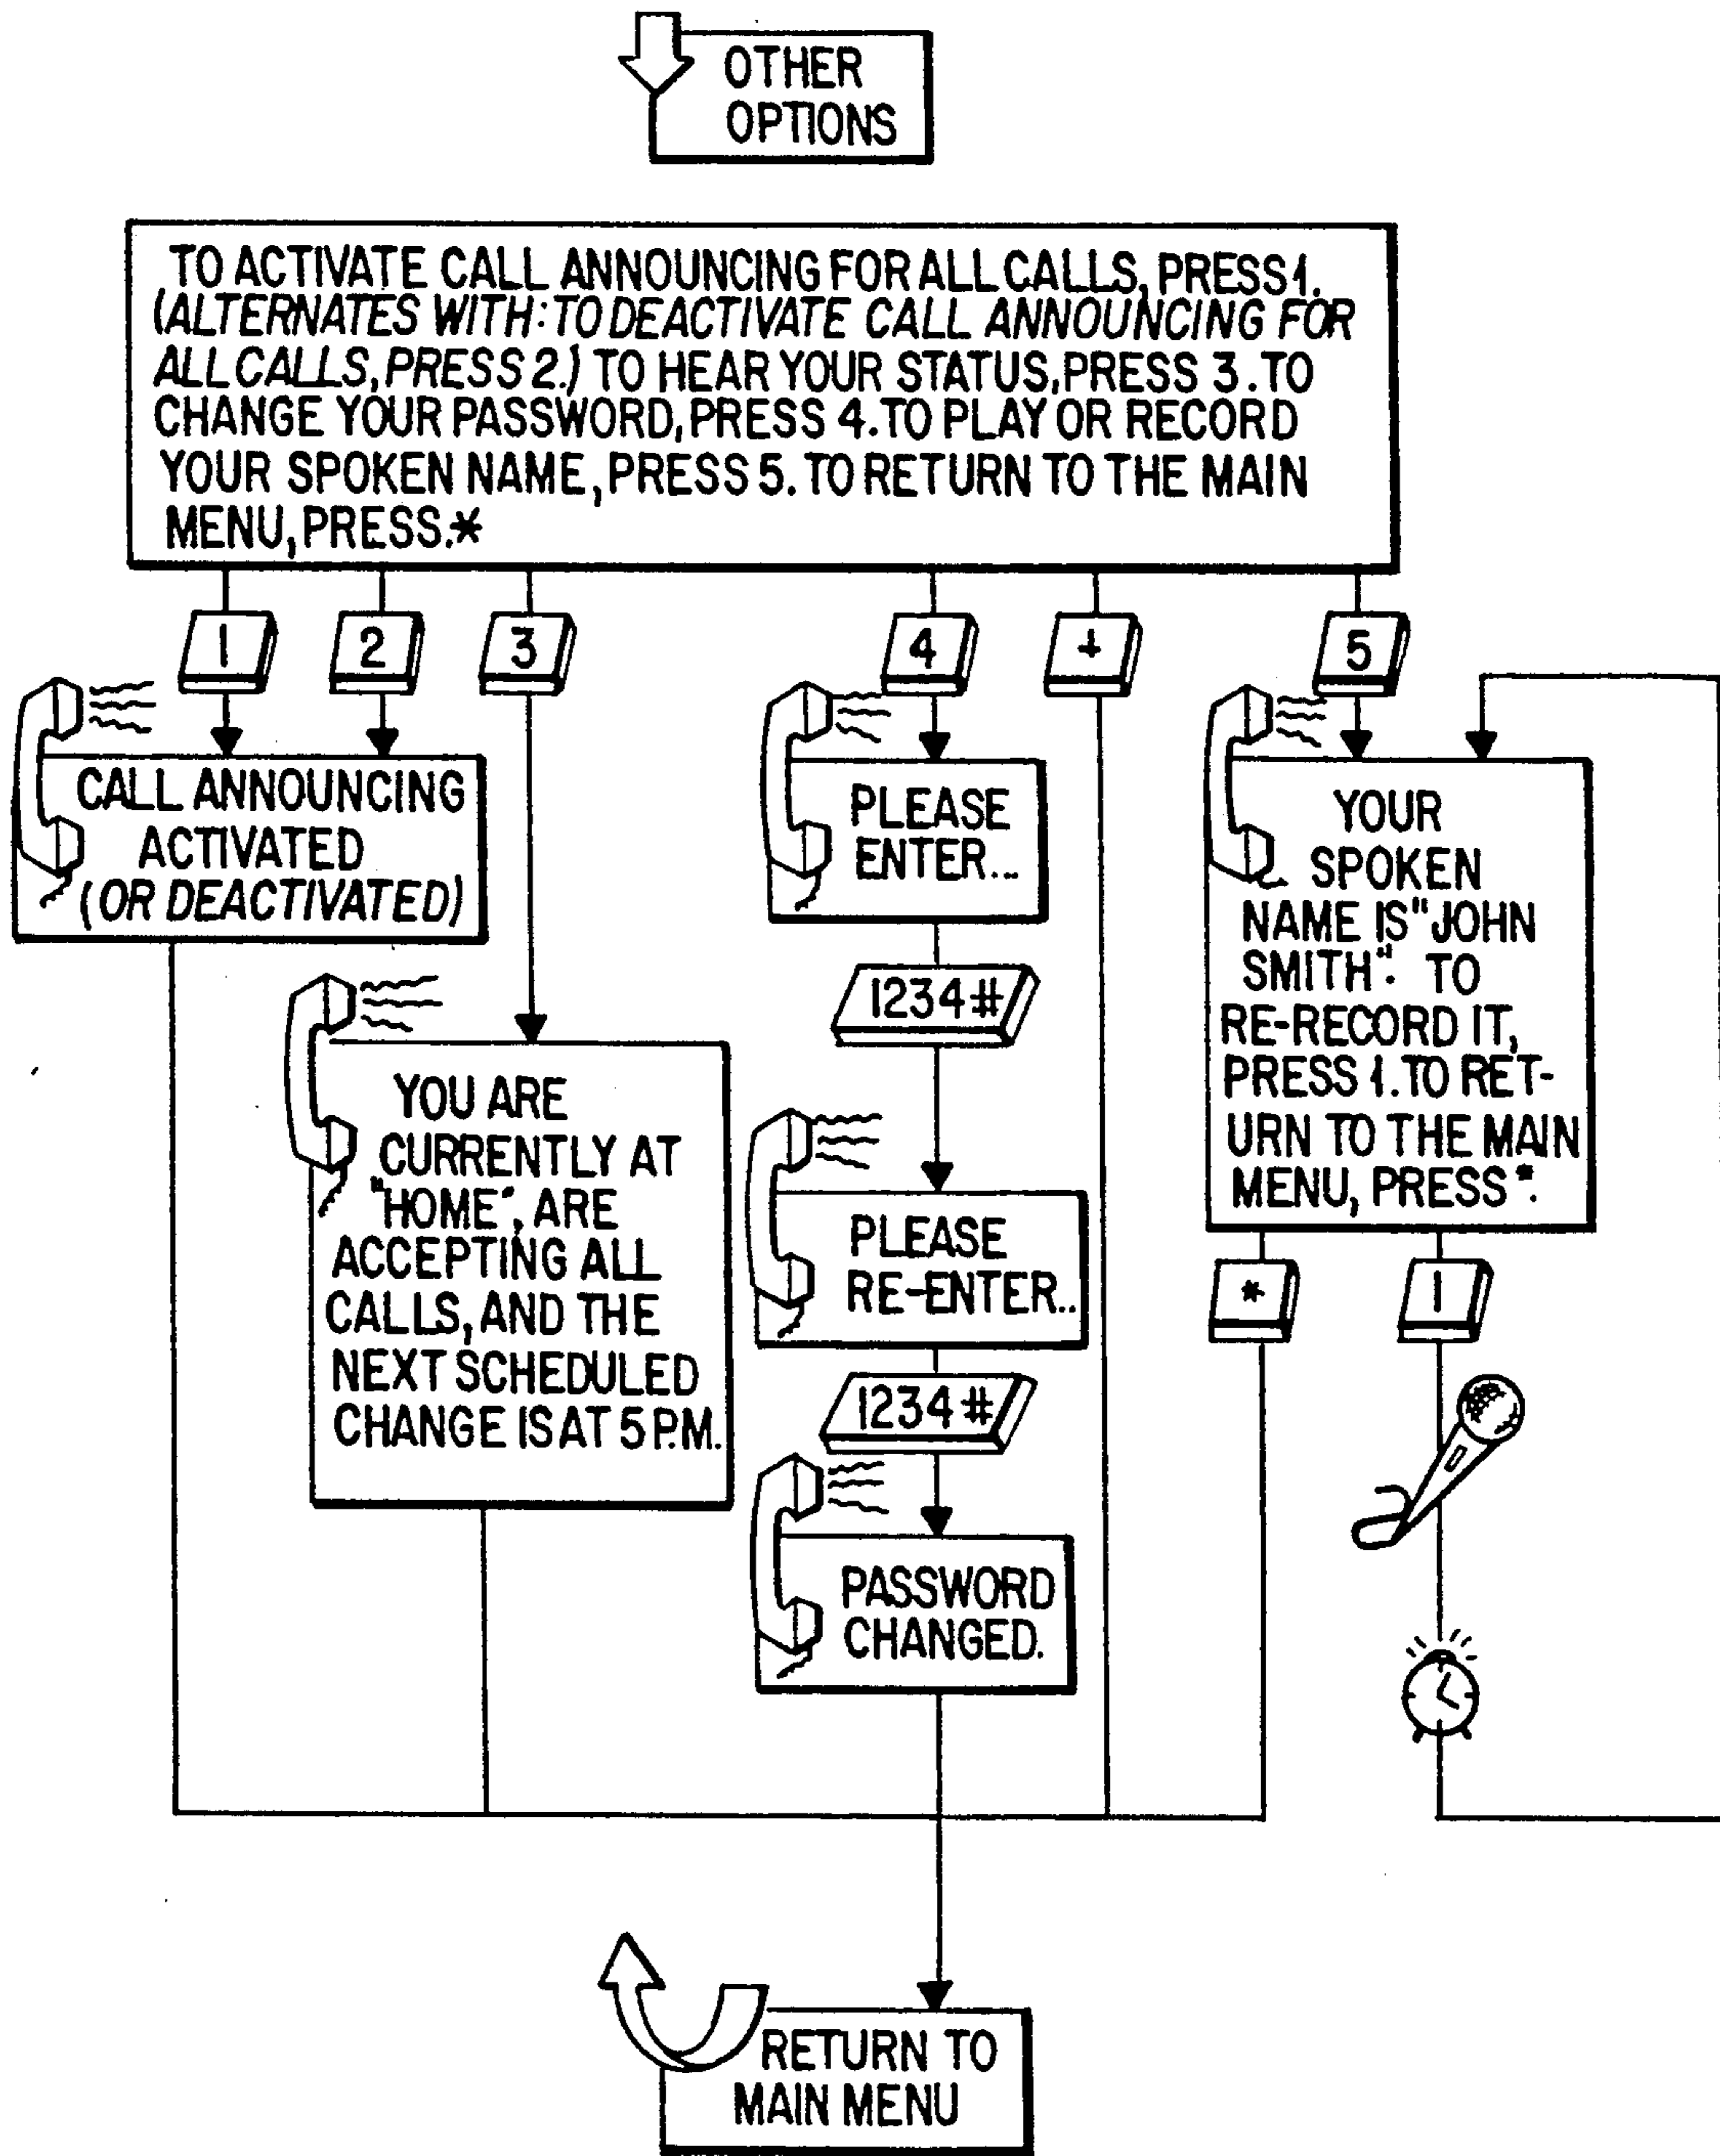 OTHER
OPTIONS
TO ACTIVATE CALL ANNOUNCING FOR ALL CALLS, PRESS 1.
(ALTERNATES WITH: TO DEACTIVATE CALL ANNOUNCING FOR
ALL CALLS, PRESS 2.) TO HEAR YOUR STATUS, PRESS 3. TO
CHANGE YOUR PASSWORD, PRESS 4. TO PLAY OR RECORD
YOUR SPOKEN NAME, PRESS 5. TO RETURN TO THE MAIN
MENU, PRESS.*
1
2
3
4
+
5
CALL ANNOUNCING
ACTIVATED
(OR DEACTIVATED)
YOU ARE
CURRENTLY AT
"HOME", ARE
ACCEPTING ALL
CALLS, AND THE
NEXT SCHEDULED
CHANGE IS AT 5 P.M.
PLEASE
ENTER...
1234#
PLEASE
RE-ENTER..
1234#
PASSWORD
CHANGED.
YOUR
SPOKEN
NAME IS "JOHN
SMITH". TO
RE-RECORD IT,
PRESS 1. TO RET-
URN TO THE MAIN
MENU, PRESS *.
*
1
RETURN TO
MAIN MENU